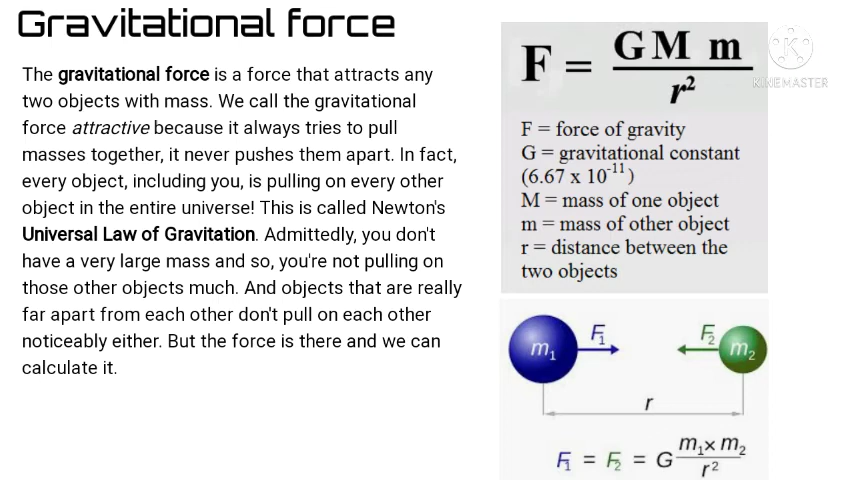 Gravitational force
The gravitational force is a force that attracts any
two objects with mass. We call the gravitational
force attractive because it always tries to pull
masses together, it never pushes them apart. In fact,
every object, including you, is pulling on every other
object in the entire universe! This is called Newton's
Universal Law of Gravitation. Admittedly, you don't
have a very large mass and so, you're not pulling on
those other objects much. And objects that are really
far apart from each other don't pull on each other
noticeably either. But the force is there and we can
calculate it.
F = G M m / r²
F = force of gravity
G = gravitational constant
(6.67 x 10⁻¹¹)
M = mass of one object
m = mass of other object
r = distance between the
two objects
K
KINEMASTER
m₁ F₁ F₂ m₂
r
F₁ = F₂ = G m₁ x m₂ / r²